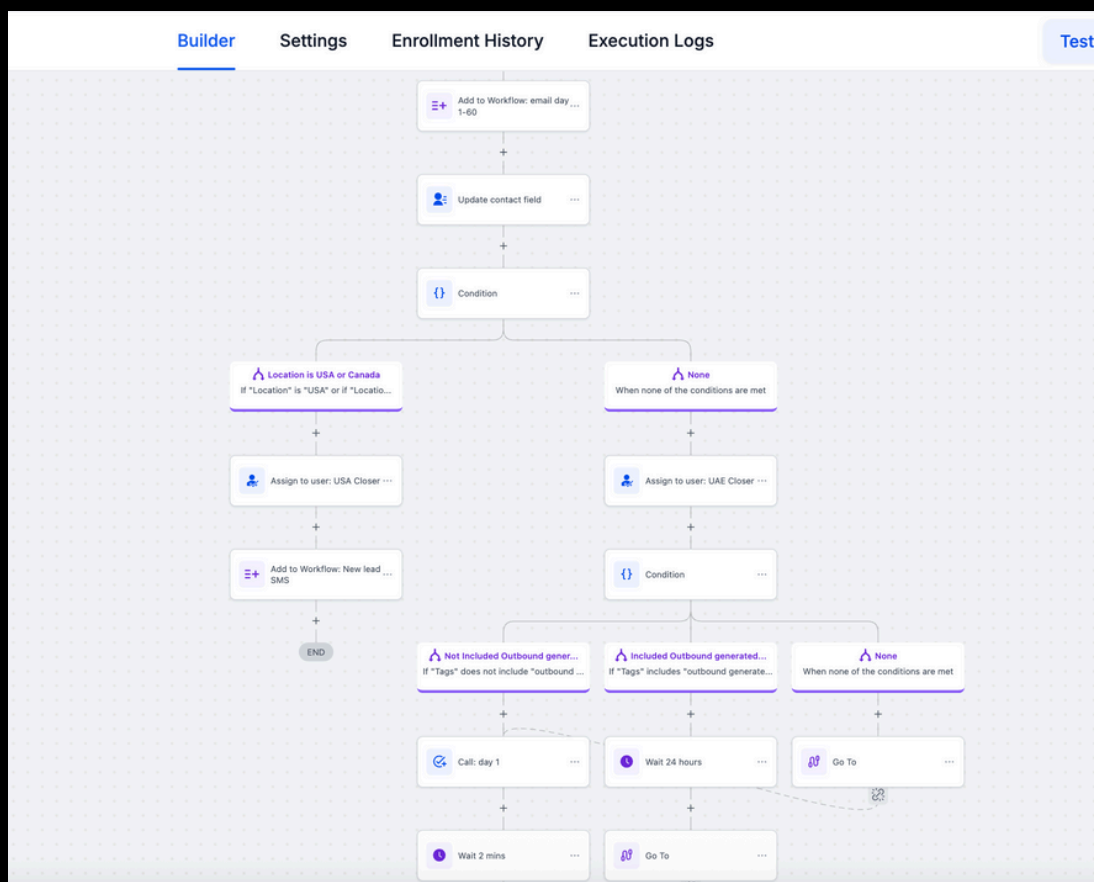 Builder Settings Enrollment History Execution Logs Test
Add to Workflow: email day
1-60
Update contact field
Condition
Location is USA or Canada
If "Location" is "USA" or if "Locatio...
None
When none of the conditions are met
Assign to user: USA Closer
Assign to user: UAE Closer
Add to Workflow: New lead
SMS
Condition
END
Not Included Outbound gener...
If "Tags" does not include "outbound ...
Included Outbound generated...
If "Tags" includes "outbound generate...
None
When none of the conditions are met
Call: day 1
Wait 24 hours
Go To
Wait 2 mins
Go To